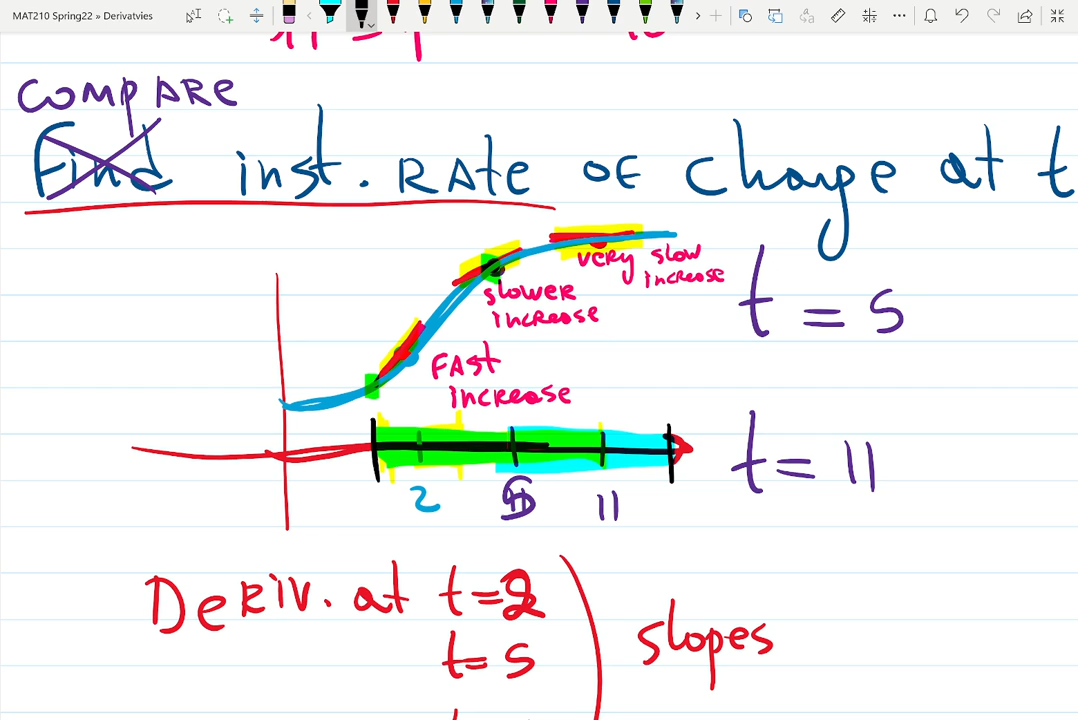 MAT210 Spring22 » Derivatvies
COMPARE
Find inst. RAte OF Change at t
VERY slow
increase
slower
increase
FAst
increase
t = 5
t = 11
2
11
Deriv. at t=2
t=5
slopes